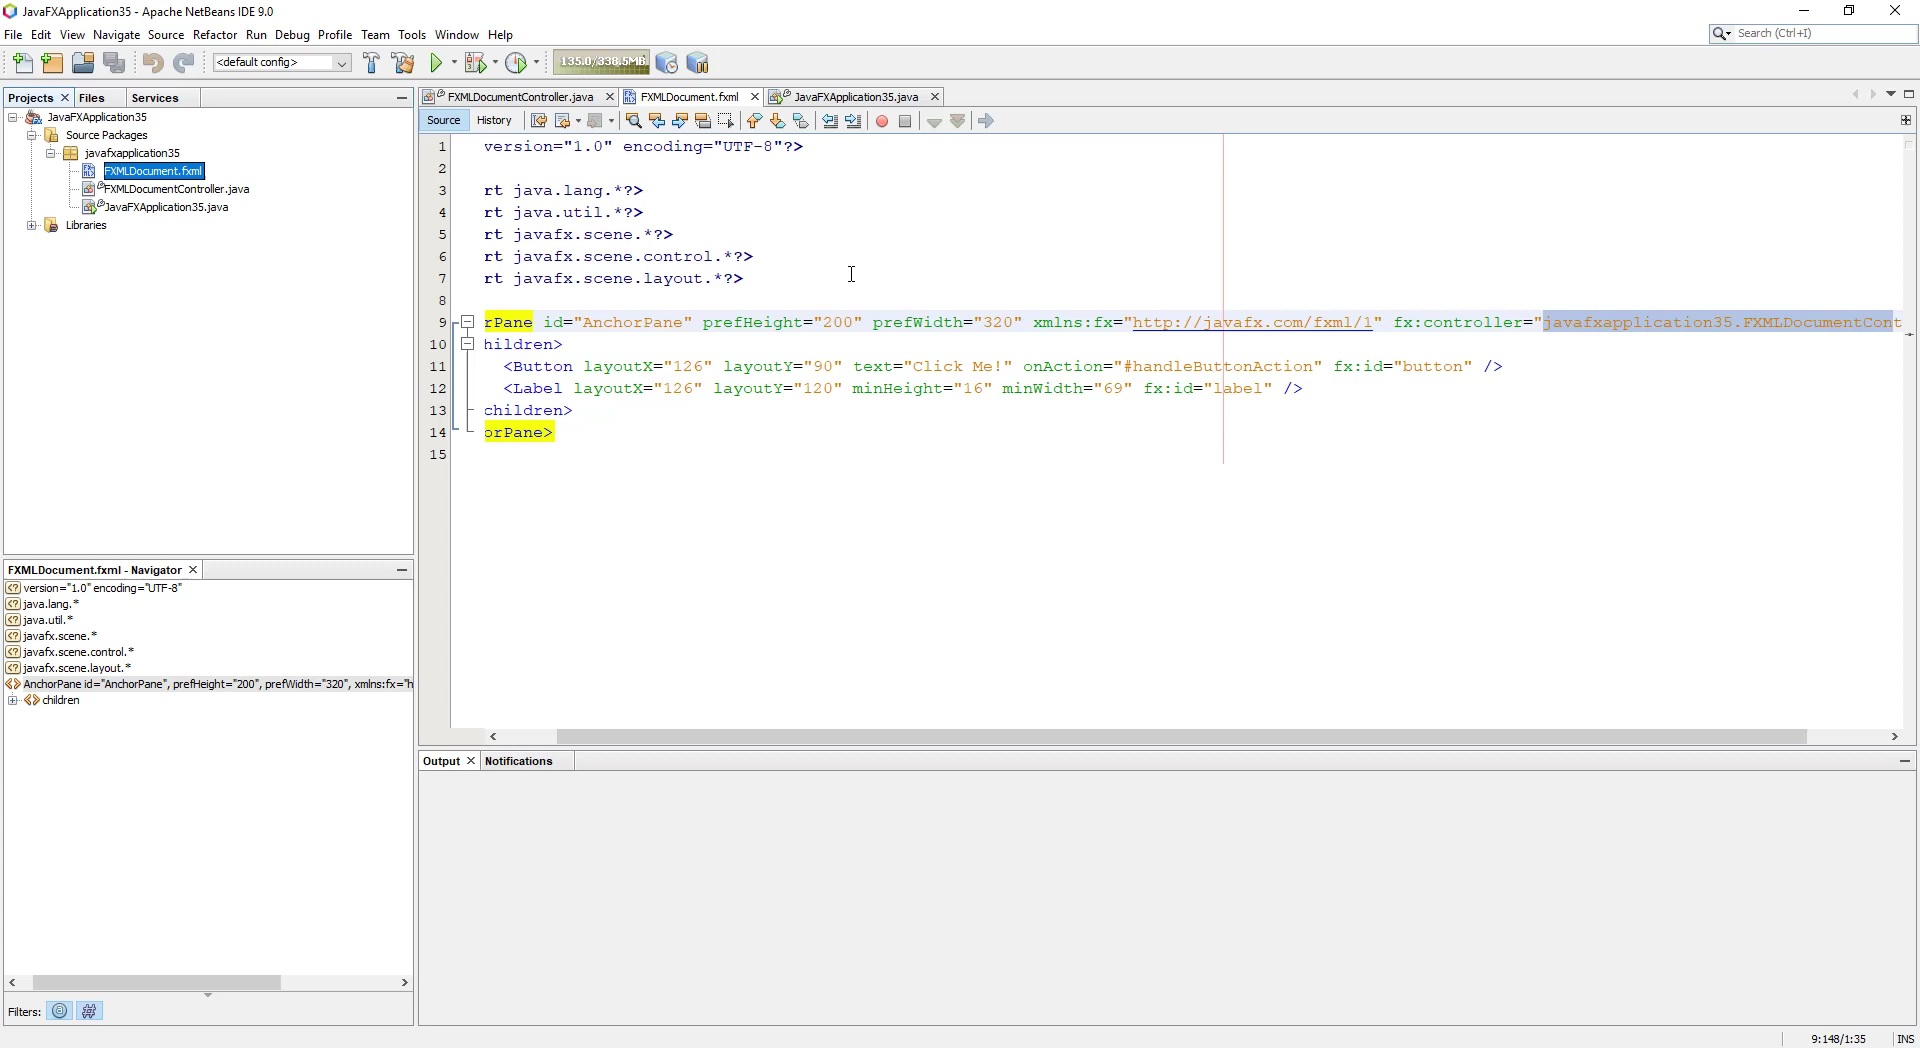 JavaFXApplication35 - Apache NetBeans IDE 9.0
File Edit View Navigate Source Refactor Run Debug Profile Team Tools Window Help
Search (Ctrl+I)
<default config>
135.0/338.5MB
Projects Files Services
JavaFXApplication35
Source Packages
javafxapplication35
FXMLDocument.fxml
FXMLDocumentController.java
JavaFXApplication35.java
Libraries
FXMLDocument.fxml - Navigator
version="1.0" encoding="UTF-8"
java.lang.*
java.util.*
javafx.scene.*
javafx.scene.control.*
javafx.scene.layout.*
AnchorPane id="AnchorPane", prefHeight="200", prefWidth="320", xmlns:fx="h
children
Filters:
FXMLDocumentController.java FXMLDocument.fxml JavaFXApplication35.java
Source History
1 version="1.0" encoding="UTF-8"?>
2
3 rt java.lang.*?>
4 rt java.util.*?>
5 rt javafx.scene.*?>
6 rt javafx.scene.control.*?>
7 rt javafx.scene.layout.*?>
8
9 rPane id="AnchorPane" prefHeight="200" prefWidth="320" xmlns:fx="http://javafx.com/fxml/1" fx:controller="javafxapplication35.FXMLDocumentCont
10 hildren>
11 <Button layoutX="126" layoutY="90" text="Click Me!" onAction="#handleButtonAction" fx:id="button" />
12 <Label layoutX="126" layoutY="120" minHeight="16" minWidth="69" fx:id="label" />
13 children>
14 orPane>
15
Output Notifications
9:148/1:35 INS